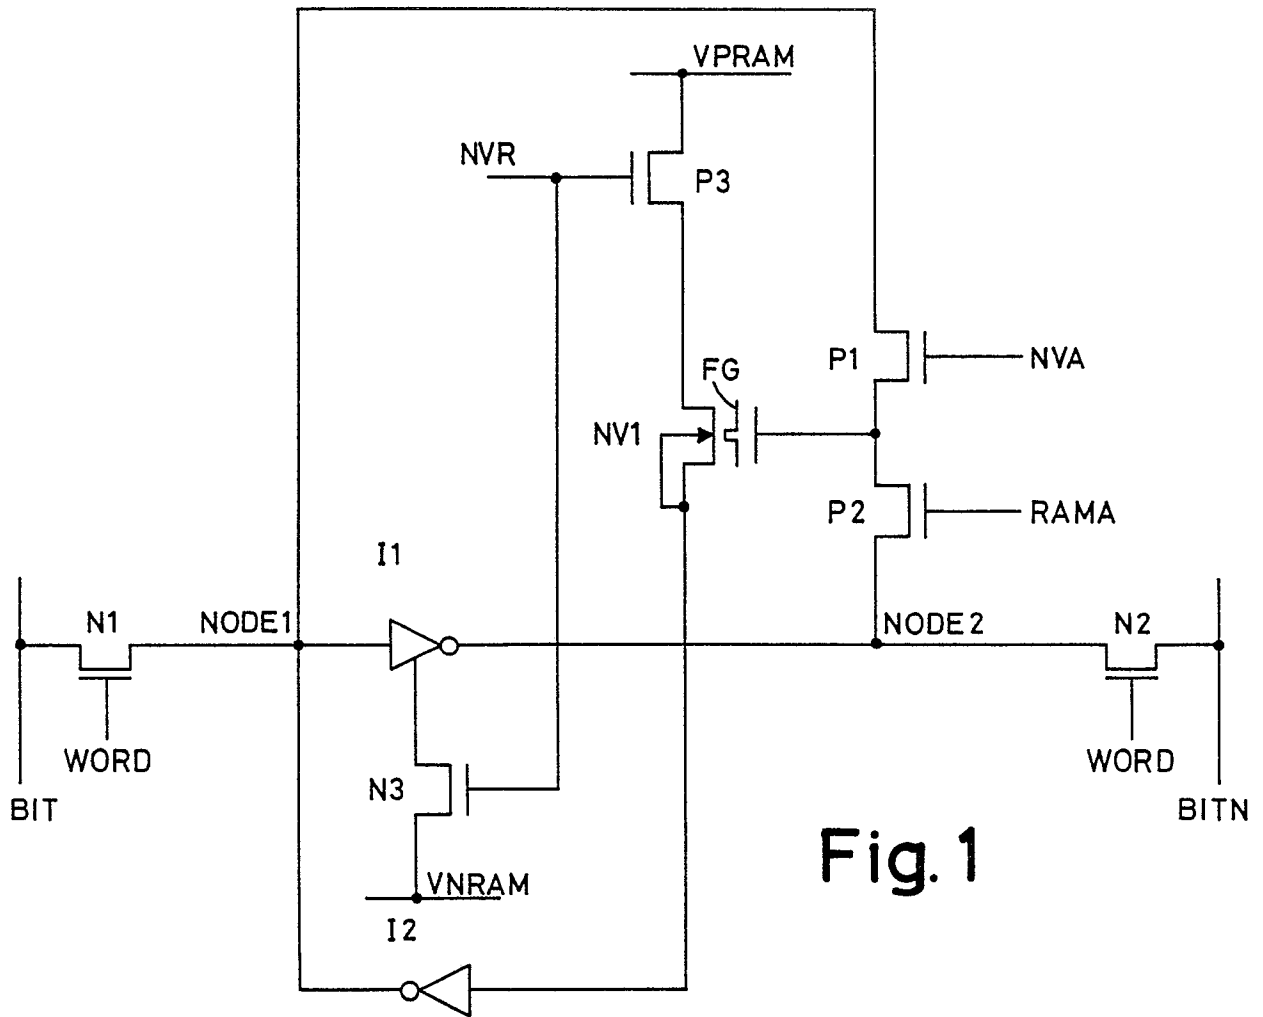 VPRAM
NVR
P3
FG
P1
NVA
NV1
P2
RAMA
I1
N1
NODE1
NODE2
N2
WORD
N3
WORD
BIT
BITN
VNRAM
I2
Fig. 1